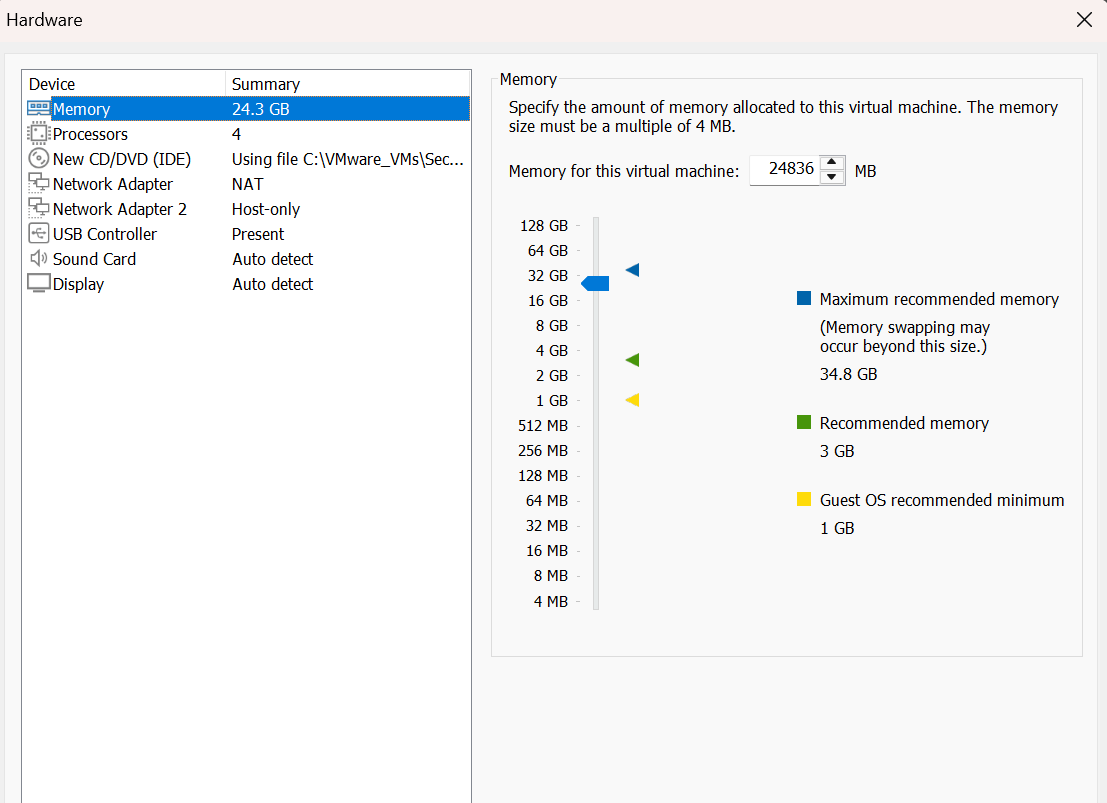 Hardware
Device Summary
Memory 24.3 GB
Processors 4
New CD/DVD (IDE) Using file C:\VMware_VMs\Sec...
Network Adapter NAT
Network Adapter 2 Host-only
USB Controller Present
Sound Card Auto detect
Display Auto detect
Memory
Specify the amount of memory allocated to this virtual machine. The memory
size must be a multiple of 4 MB.
Memory for this virtual machine: 24836 MB
128 GB
64 GB
32 GB
16 GB
8 GB
4 GB
2 GB
1 GB
512 MB
256 MB
128 MB
64 MB
32 MB
16 MB
8 MB
4 MB
Maximum recommended memory
(Memory swapping may
occur beyond this size.)
34.8 GB
Recommended memory
3 GB
Guest OS recommended minimum
1 GB